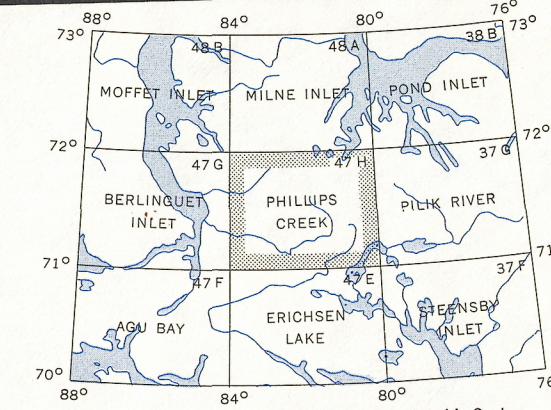 88° 84° 80° 76°
73° 73°
48 B 48 A 38 B
MOFFET INLET MILNE INLET POND INLET
72° 72°
47 G 47 H 37 G
BERLINGUET
INLET
PHILLIPS
CREEK
PILIK RIVER
71° 71
47 F 47 E 37 F
AGU BAY
ERICHSEN
LAKE
STEENSBY
INLET
70°
88° 84° 80° 76